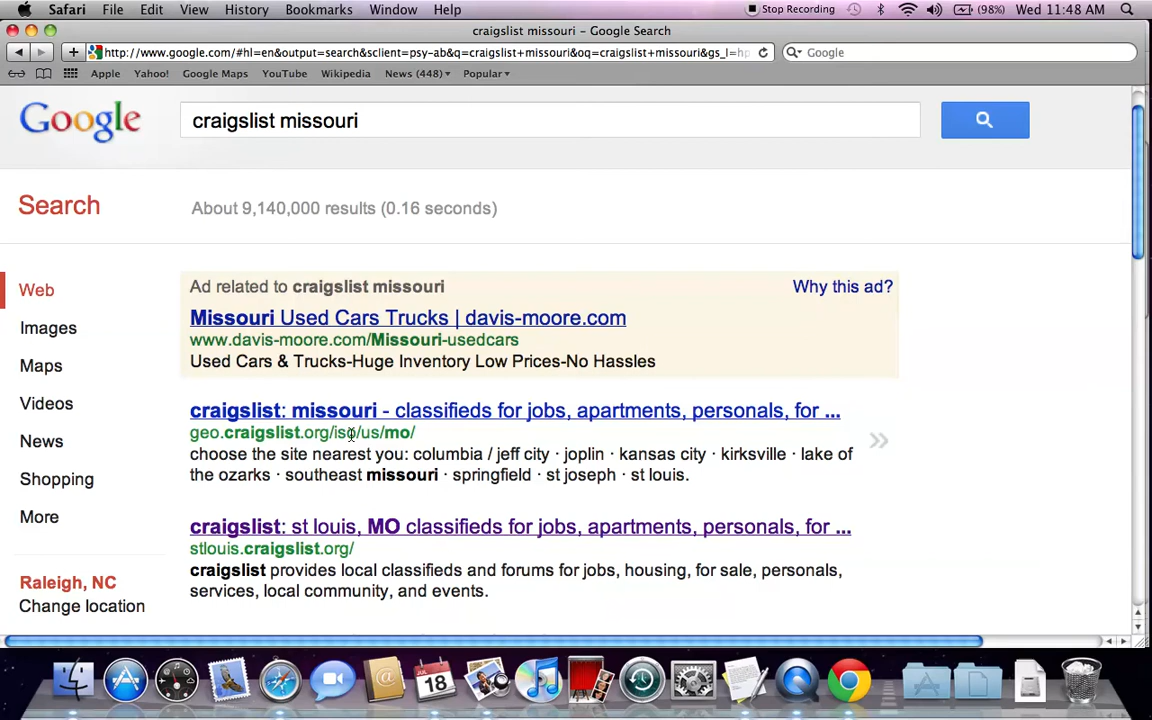 Safari File Edit View History Bookmarks Window Help Stop Recording (98%) Wed 11:48 AM
craigslist missouri - Google Search
http://www.google.com/#hl=en&output=search&sclient=psy-ab&q=craigslist+missouri&oq=craigslist+missouri&gs_l=hp Google
Apple Yahoo! Google Maps YouTube Wikipedia News (448) Popular
Google craigslist missouri
Search About 9,140,000 results (0.16 seconds)
Web
Images
Maps
Videos
News
Shopping
More
Raleigh, NC
Change location
Ad related to craigslist missouri Why this ad?
Missouri Used Cars Trucks | davis-moore.com
www.davis-moore.com/Missouri-usedcars
Used Cars & Trucks-Huge Inventory Low Prices-No Hassles
craigslist: missouri - classifieds for jobs, apartments, personals, for ...
geo.craigslist.org/iso/us/mo/
choose the site nearest you: columbia / jeff city · joplin · kansas city · kirksville · lake of
the ozarks · southeast missouri · springfield · st joseph · st louis.
craigslist: st louis, MO classifieds for jobs, apartments, personals, for ...
stlouis.craigslist.org/
craigslist provides local classifieds and forums for jobs, housing, for sale, personals,
services, local community, and events.
18